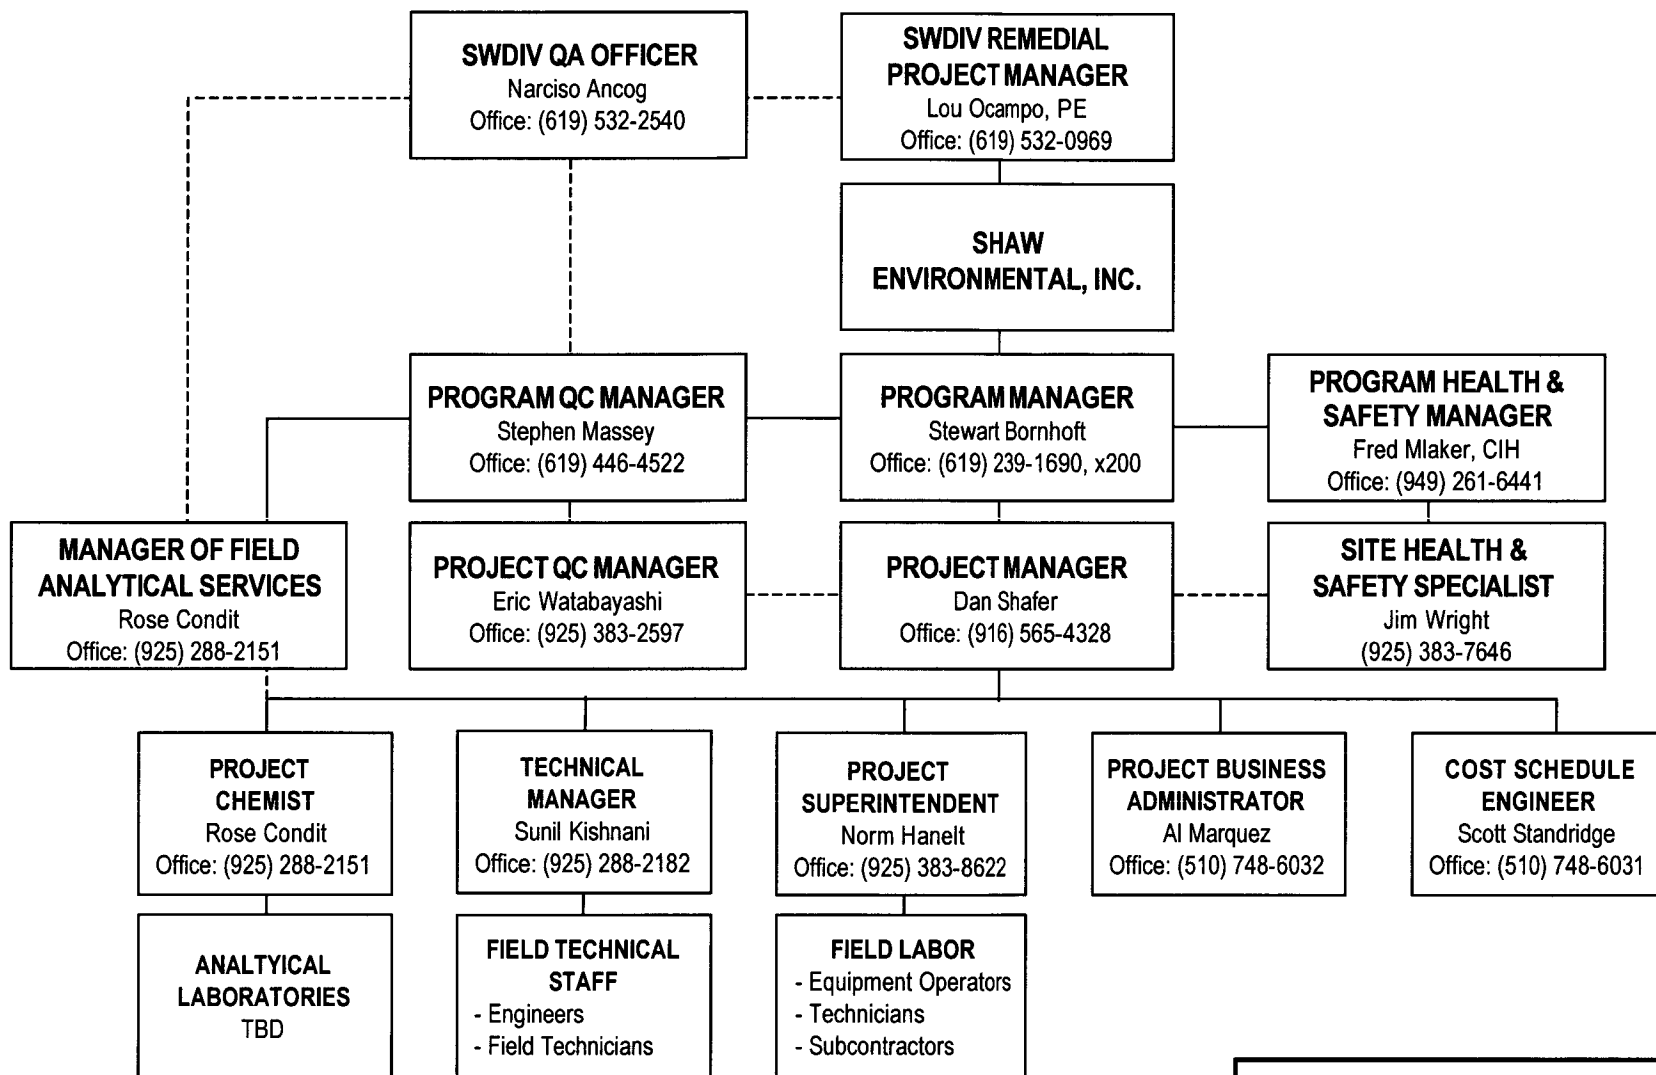 SWDIV QA OFFICER
Narciso Ancog
Office: (619) 532-2540
SWDIV REMEDIAL
PROJECT MANAGER
Lou Ocampo, PE
Office: (619) 532-0969
SHAW
ENVIRONMENTAL, INC.
PROGRAM QC MANAGER
Stephen Massey
Office: (619) 446-4522
PROGRAM MANAGER
Stewart Bornhoft
Office: (619) 239-1690, x200
PROGRAM HEALTH &
SAFETY MANAGER
Fred Mlaker, CIH
Office: (949) 261-6441
MANAGER OF FIELD
ANALYTICAL SERVICES
Rose Condit
Office: (925) 288-2151
PROJECT QC MANAGER
Eric Watabayashi
Office: (925) 383-2597
PROJECT MANAGER
Dan Shafer
Office: (916) 565-4328
SITE HEALTH &
SAFETY SPECIALIST
Jim Wright
(925) 383-7646
PROJECT
CHEMIST
Rose Condit
Office: (925) 288-2151
TECHNICAL
MANAGER
Sunil Kishnani
Office: (925) 288-2182
PROJECT
SUPERINTENDENT
Norm Hanelt
Office: (925) 383-8622
PROJECT BUSINESS
ADMINISTRATOR
Al Marquez
Office: (510) 748-6032
COST SCHEDULE
ENGINEER
Scott Standridge
Office: (510) 748-6031
ANALTYICAL
LABORATORIES
TBD
FIELD TECHNICAL
STAFF
- Engineers
- Field Technicians
FIELD LABOR
- Equipment Operators
- Technicians
- Subcontractors